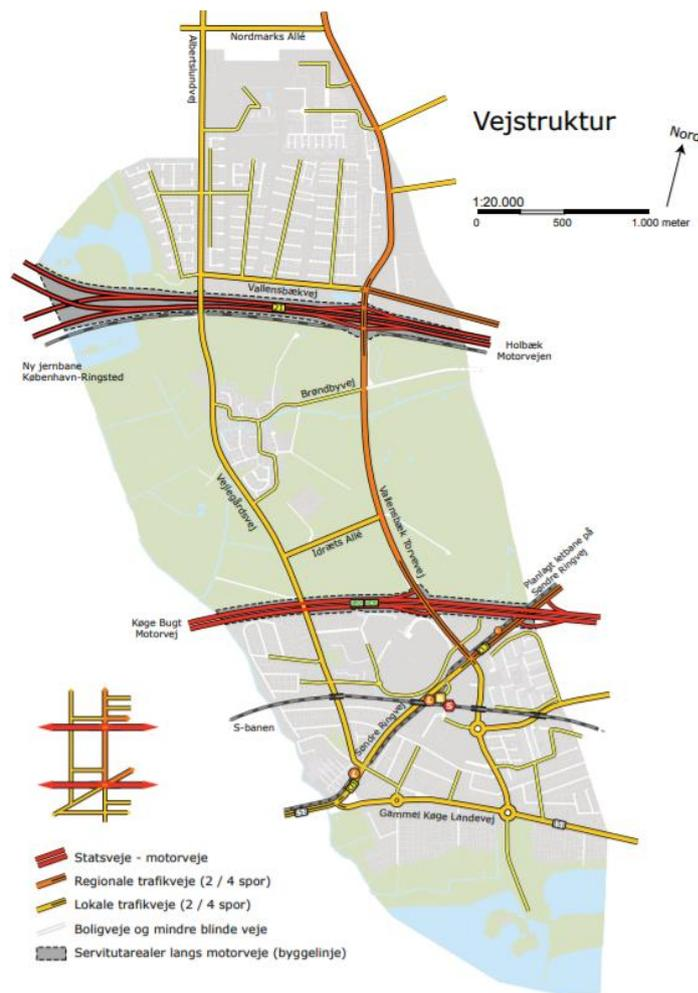 Nordmarks Allé
Albertslundvej
Vejstruktur
Nord
1:20.000
0 500 1.000 meter
Vallensbækvej
21
Holbæk
Motorvejen
Ny jernbane
København-Ringsted
Brøndbyvej
Vejlegårdsvej
Vallensbæk Torvevej
Idræts Allé
Planlagt letbane på
Søndre Ringvej
Køge Bugt
Motorvej
S
S-banen
Søndre Ringvej
Gammel Køge Landevej
Statsveje - motorveje
Regionale trafikveje (2 / 4 spor)
Lokale trafikveje (2 / 4 spor)
Boligveje og mindre blinde veje
Servitutarealer langs motorveje (byggelinje)